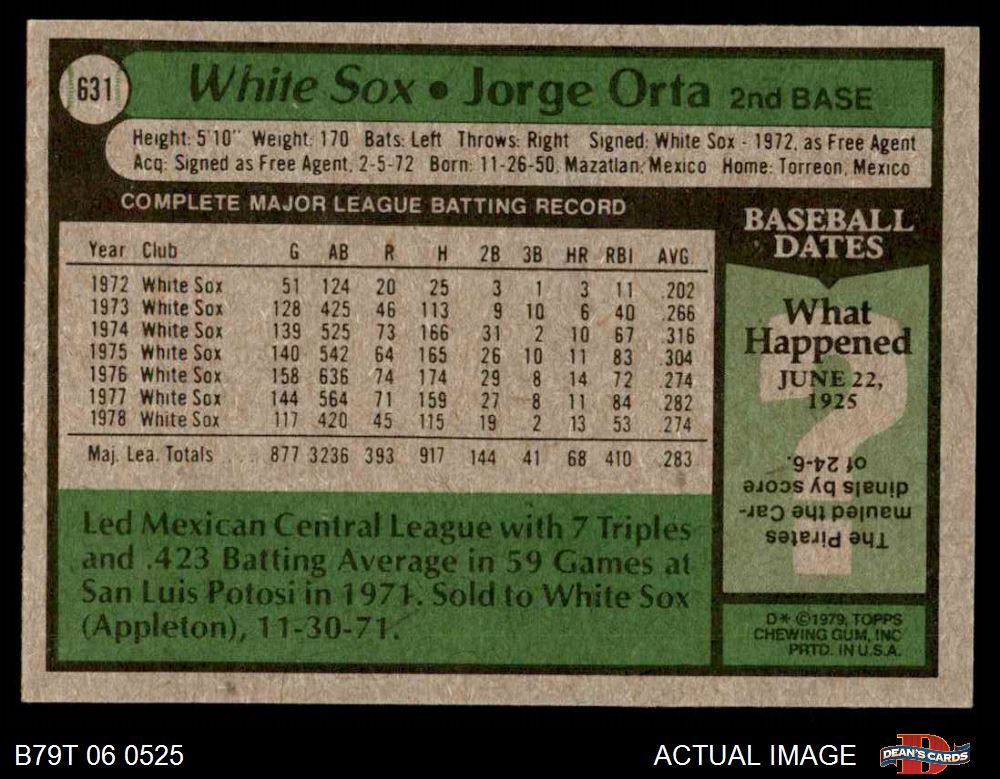 631
White Sox • Jorge Orta 2nd BASE
Height: 5'10" Weight: 170 Bats: Left Throws: Right Signed: White Sox - 1972, as Free Agent
Acq: Signed as Free Agent, 2-5-72 Born: 11-26-50, Mazatlan, Mexico Home: Torreon, Mexico
COMPLETE MAJOR LEAGUE BATTING RECORD
Year Club G AB R H 2B 3B HR RBI AVG.
1972 White Sox 51 124 20 25 3 1 3 11 .202
1973 White Sox 128 425 46 113 9 10 6 40 .266
1974 White Sox 139 525 73 166 31 2 10 67 .316
1975 White Sox 140 542 64 165 26 10 11 83 .304
1976 White Sox 158 636 74 174 29 8 14 72 .274
1977 White Sox 144 564 71 159 27 8 11 84 .282
1978 White Sox 117 420 45 115 19 2 13 53 .274
Maj. Lea. Totals . . . 877 3236 393 917 144 41 68 410 .283
Led Mexican Central League with 7 Triples
and .423 Batting Average in 59 Games at
San Luis Potosi in 1971. Sold to White Sox
(Appleton), 11-30-71.
BASEBALL
DATES
What
Happened
JUNE 22,
1925
?
The Pirates
mauled the Car-
dinals by score
of 24-6.
D* ©1979, TOPPS
CHEWING GUM, INC
PRTD. IN U.S.A.
B79T 06 0525
ACTUAL IMAGE
DEAN'S CARDS